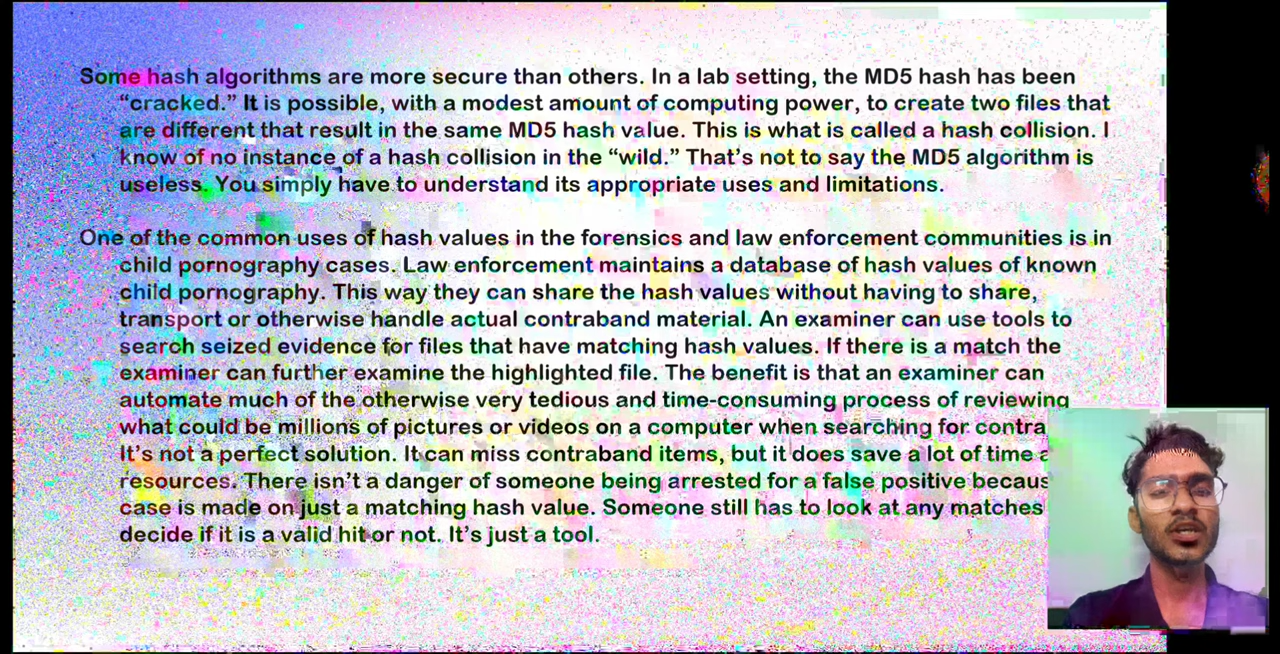 Some hash algorithms are more secure than others. In a lab setting, the MD5 hash has been
“cracked.” It is possible, with a modest amount of computing power, to create two files that
are different that result in the same MD5 hash value. This is what is called a hash collision. I
know of no instance of a hash collision in the “wild.” That’s not to say the MD5 algorithm is
useless. You simply have to understand its appropriate uses and limitations.
One of the common uses of hash values in the forensics and law enforcement communities is in
child pornography cases. Law enforcement maintains a database of hash values of known
child pornography. This way they can share the hash values without having to share,
transport or otherwise handle actual contraband material. An examiner can use tools to
search seized evidence for files that have matching hash values. If there is a match the
examiner can further examine the highlighted file. The benefit is that an examiner can
automate much of the otherwise very tedious and time-consuming process of reviewing
what could be millions of pictures or videos on a computer when searching for contra
It’s not a perfect solution. It can miss contraband items, but it does save a lot of time
resources. There isn’t a danger of someone being arrested for a false positive becaus
case is made on just a matching hash value. Someone still has to look at any matches
decide if it is a valid hit or not. It’s just a tool.